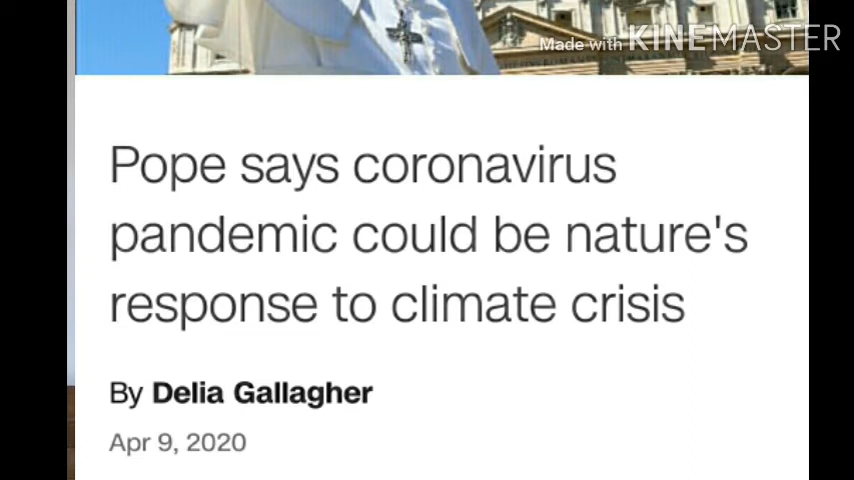 Made with KINEMASTER
Pope says coronavirus
pandemic could be nature's
response to climate crisis
By Delia Gallagher
Apr 9, 2020